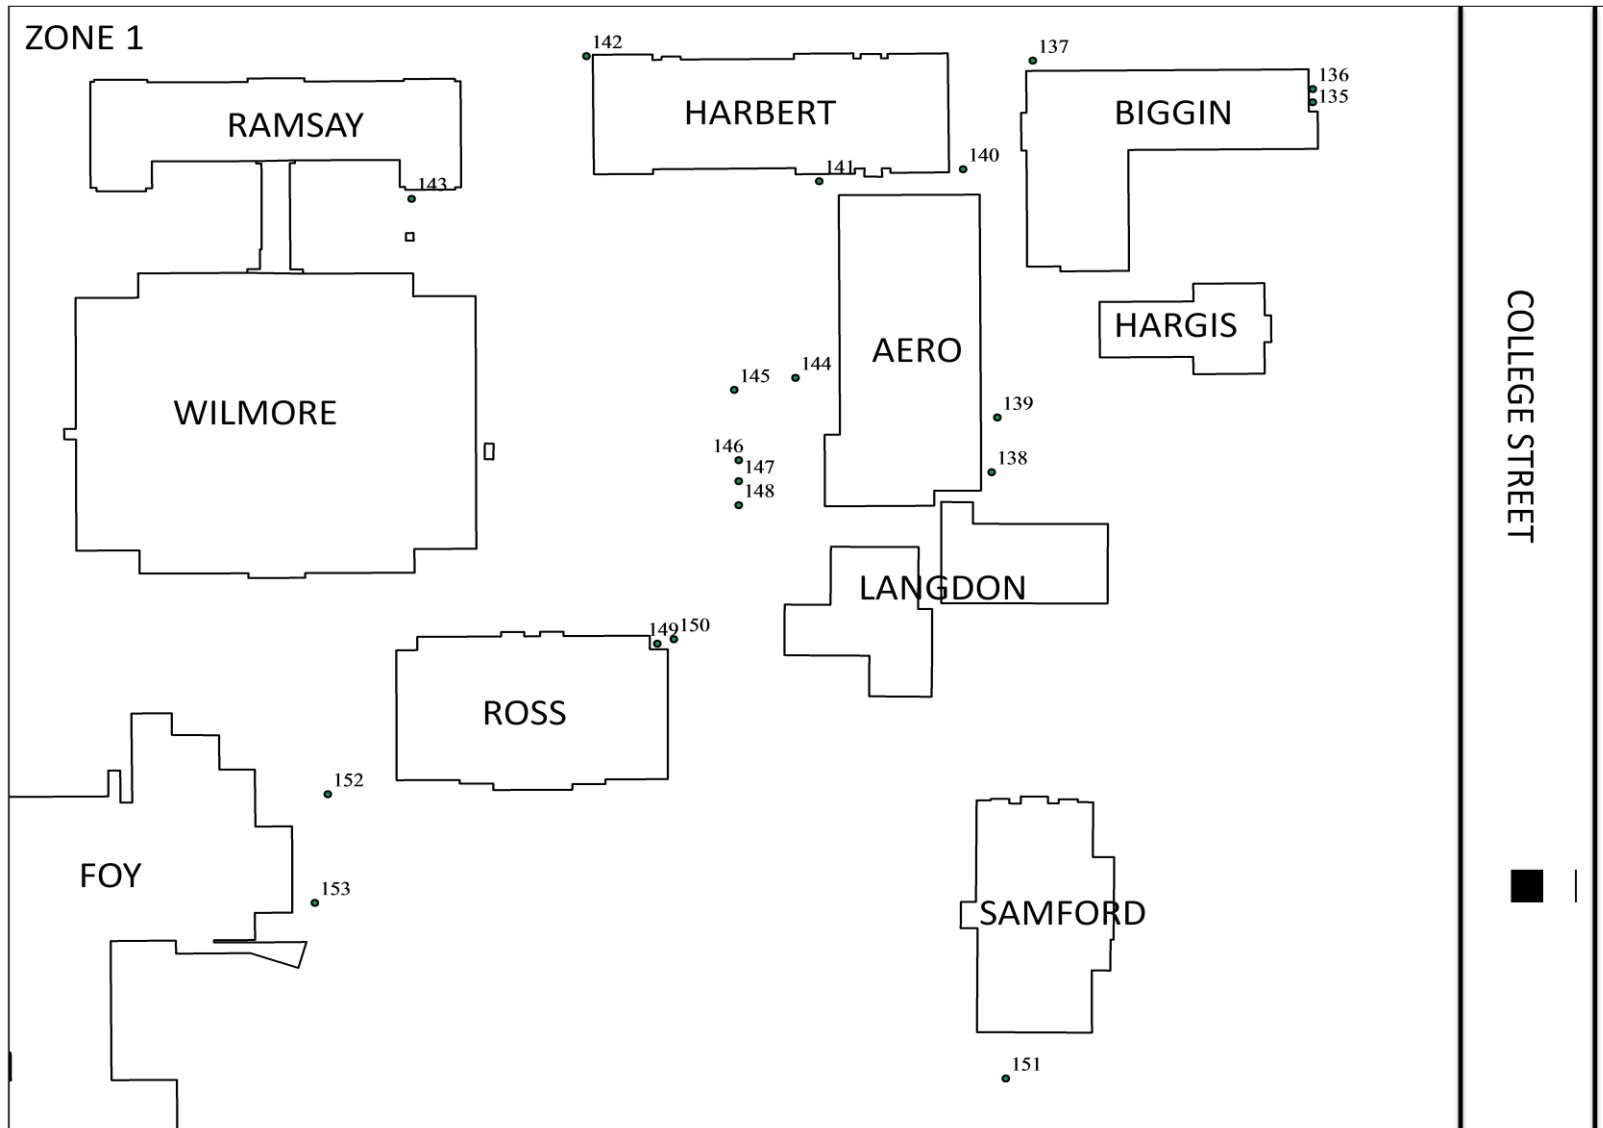 ZONE 1
142
137
136
135
RAMSAY
HARBERT
BIGGIN
141
140
143
HARGIS
AERO
COLLEGE STREET
145
144
WILMORE
139
146
147
138
148
LANGDON
149
150
ROSS
152
FOY
153
SAMFORD
151